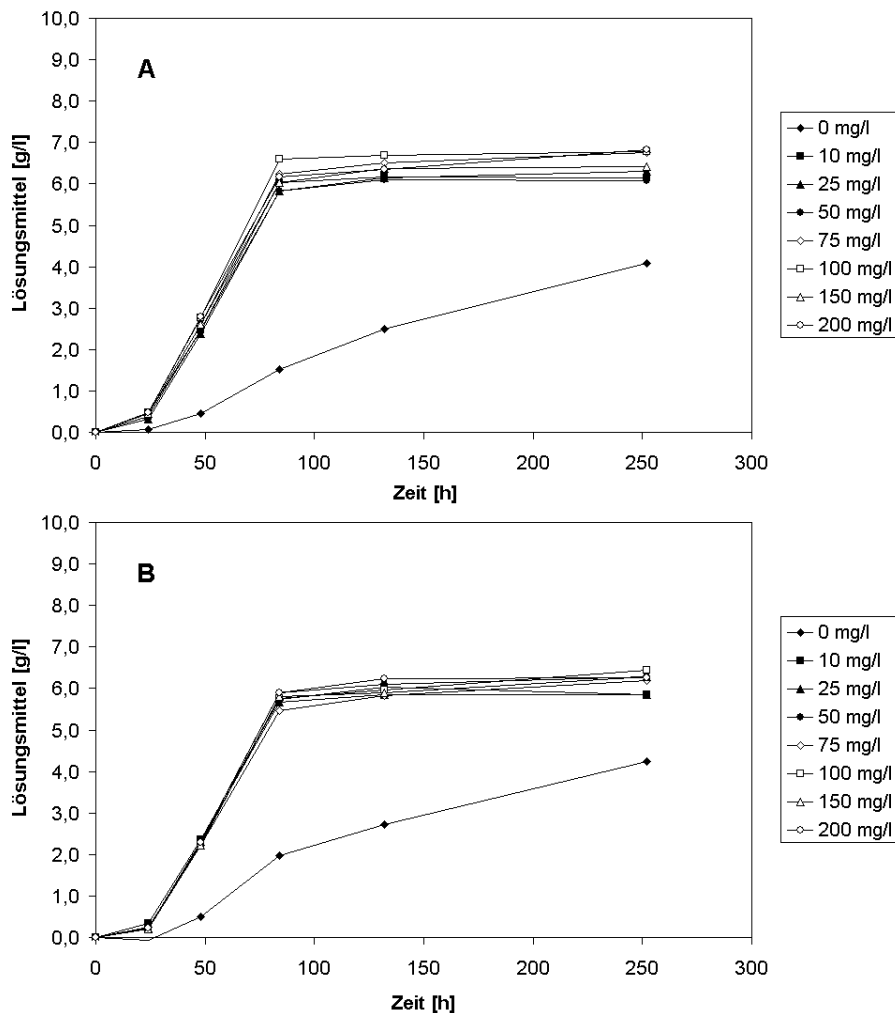 10,0
9,0
8,0
7,0
6,0
5,0
4,0
3,0
2,0
1,0
0,0
A
Lösungsmittel [g/l]
0 50 100 150 200 250 300
Zeit [h]
0 mg/l
10 mg/l
25 mg/l
50 mg/l
75 mg/l
100 mg/l
150 mg/l
200 mg/l
10,0
9,0
8,0
7,0
6,0
5,0
4,0
3,0
2,0
1,0
0,0
B
Lösungsmittel [g/l]
0 50 100 150 200 250 300
Zeit [h]
0 mg/l
10 mg/l
25 mg/l
50 mg/l
75 mg/l
100 mg/l
150 mg/l
200 mg/l